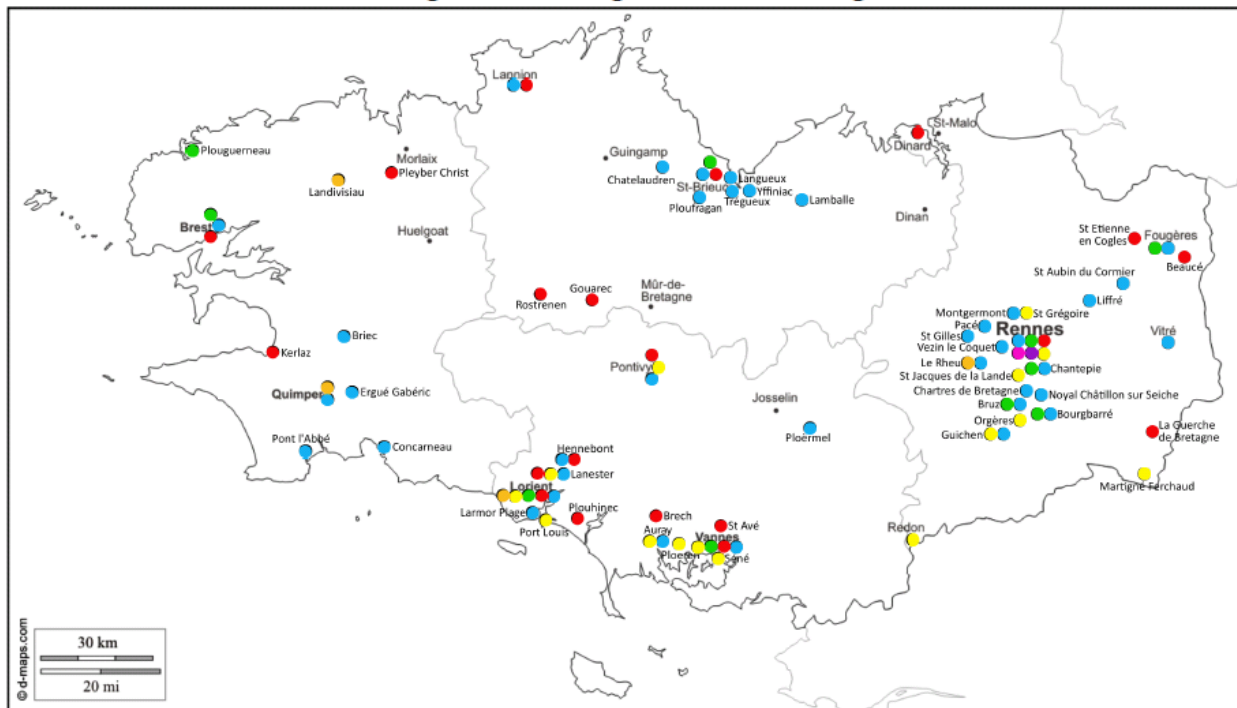 Lannion
St-Malo
Dinard
Plouguerneau
Morlaix
Pleyber Christ
Landivisiau
Guingamp
Chatelaudren
Langueux
St-Brieuc
Yffiniac
Trégueux
Ploufragan
Lamballe
Dinan
Brest
Huelgoat
St Etienne
en Cogles
Fougères
Beaucé
St Aubin du Cormier
Liffré
Rostrenen
Gouarec
Mûr-de-
Bretagne
Montgermont
St Grégoire
Pacé
Rennes
St Gilles
Vezin le Coquet
Vitré
Briec
Kerlaz
Le Rheu
Chantepie
St Jacques de la Lande
Pontivy
Quimper
Ergué Gabéric
Chartres de Bretagne
Noyal Châtillon sur Seiche
Bruz
Bourgbarré
Josselin
Orgères
Guichen
Ploërmel
La Guerche
de Bretagne
Pont l'Abbé
Concarneau
Hennebont
Lanester
Martigné Ferchaud
Lorient
Larmor Plage
Port Louis
Plouhinec
Brech
St Avé
Auray
Vannes
Ploeren
Séné
Redon
30 km
20 mi
© d-maps.com